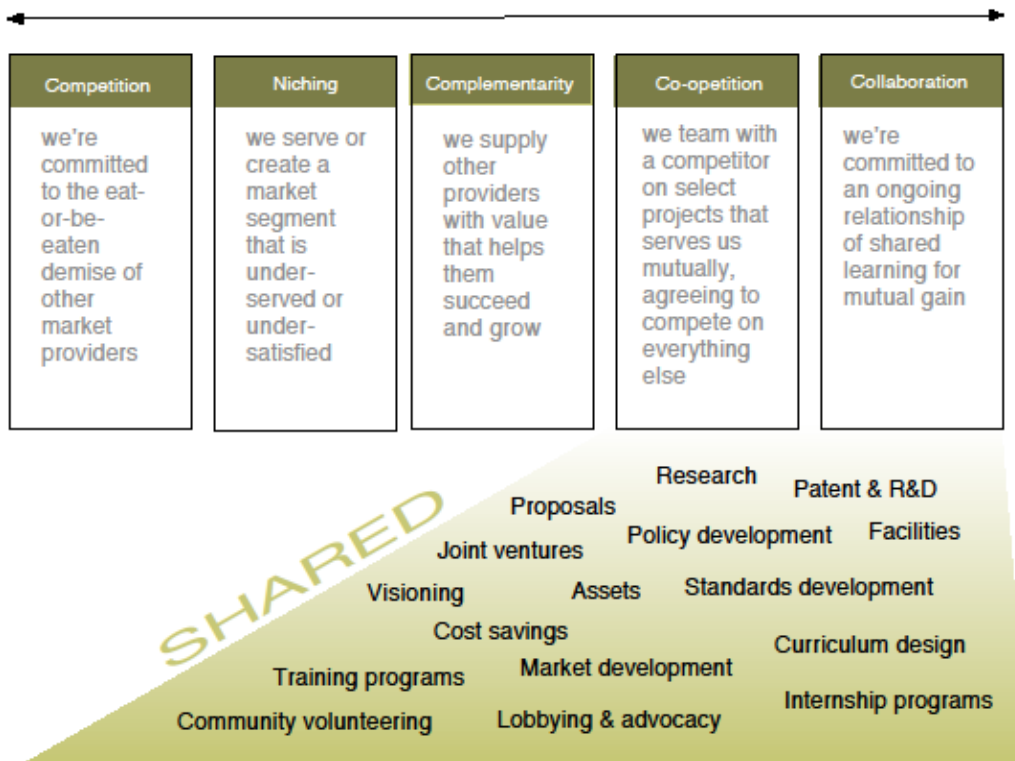 Competition
we're
committed
to the eat-
or-be-
eaten
demise of
other
market
providers
Niching
we serve or
create a
market
segment
that is
under-
served or
under-
satisfied
Complementarity
we supply
other
providers
with value
that helps
them
succeed
and grow
Co-opetition
we team with
a competitor
on select
projects that
serves us
mutually,
agreeing to
compete on
everything
else
Collaboration
we're
committed to
an ongoing
relationship
of shared
learning for
mutual gain
SHARED
Research
Patent & R&D
Proposals
Policy development
Facilities
Joint ventures
Visioning
Assets
Standards development
Cost savings
Curriculum design
Training programs
Market development
Internship programs
Community volunteering
Lobbying & advocacy